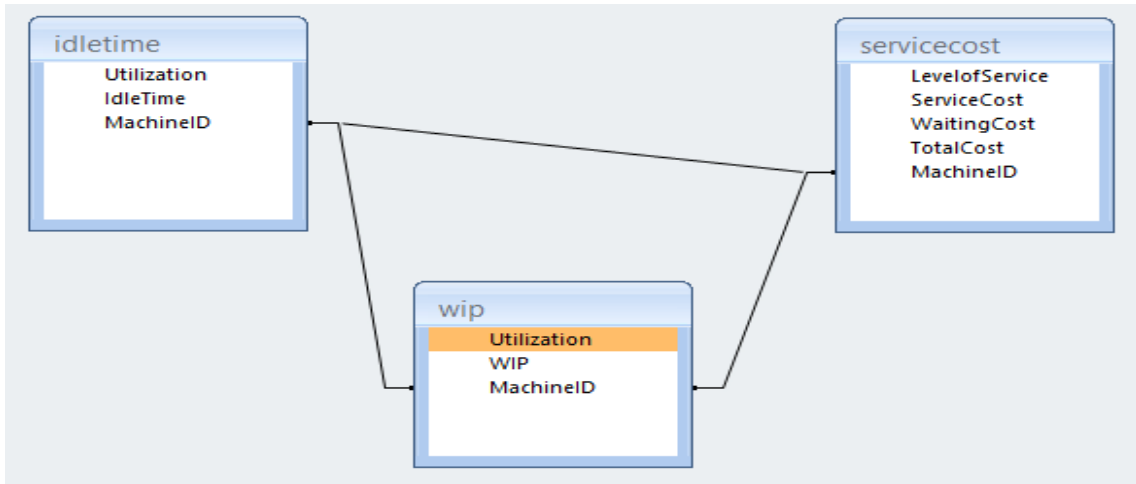 idletime
Utilization
IdleTime
MachineID
servicecost
LevelofService
ServiceCost
WaitingCost
TotalCost
MachineID
wip
Utilization
WIP
MachineID